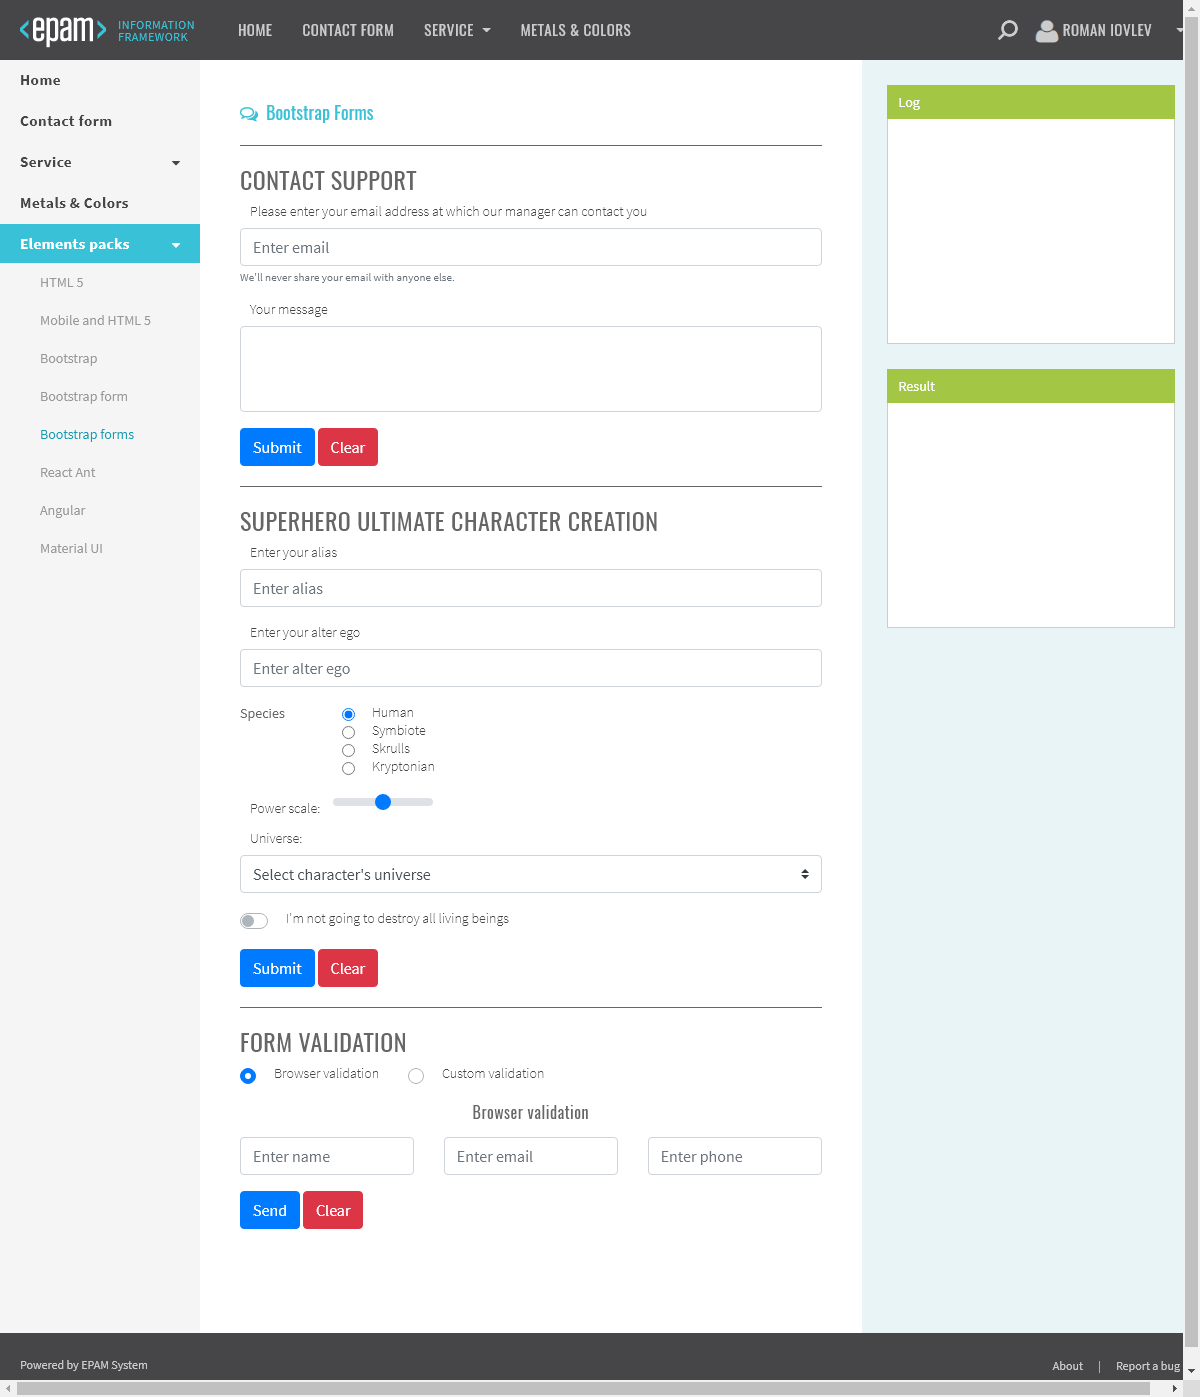 <epam> INFORMATION FRAMEWORK
HOME CONTACT FORM SERVICE METALS & COLORS ROMAN IOVLEV
Home
Contact form
Service
Metals & Colors
Elements packs
HTML 5
Mobile and HTML 5
Bootstrap
Bootstrap form
Bootstrap forms
React Ant
Angular
Material UI
Bootstrap Forms
CONTACT SUPPORT
Please enter your email address at which our manager can contact you
Enter email
We'll never share your email with anyone else.
Your message
Submit Clear
SUPERHERO ULTIMATE CHARACTER CREATION
Enter your alias
Enter alias
Enter your alter ego
Enter alter ego
Species
Human
Symbiote
Skrulls
Kryptonian
Power scale:
Universe:
Select character's universe
I'm not going to destroy all living beings
Submit Clear
FORM VALIDATION
Browser validation Custom validation
Browser validation
Enter name Enter email Enter phone
Send Clear
Log
Result
Powered by EPAM System
About | Report a bug